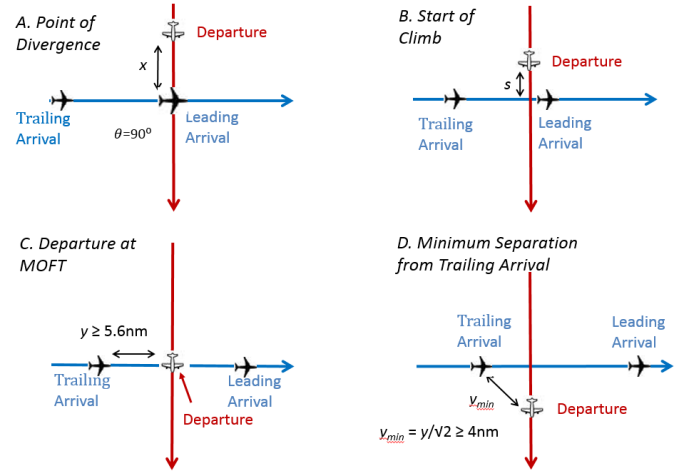 A. Point of
Divergence
Departure
x
Trailing
Arrival
θ=90⁰
Leading
Arrival
B. Start of
Climb
Departure
s
Trailing
Arrival
Leading
Arrival
C. Departure at
MOFT
y ≥ 5.6nm
Trailing
Arrival
Leading
Arrival
Departure
D. Minimum Separation
from Trailing Arrival
Trailing
Arrival
Leading
Arrival
ymin
Departure
ymin = y/√2 ≥ 4nm